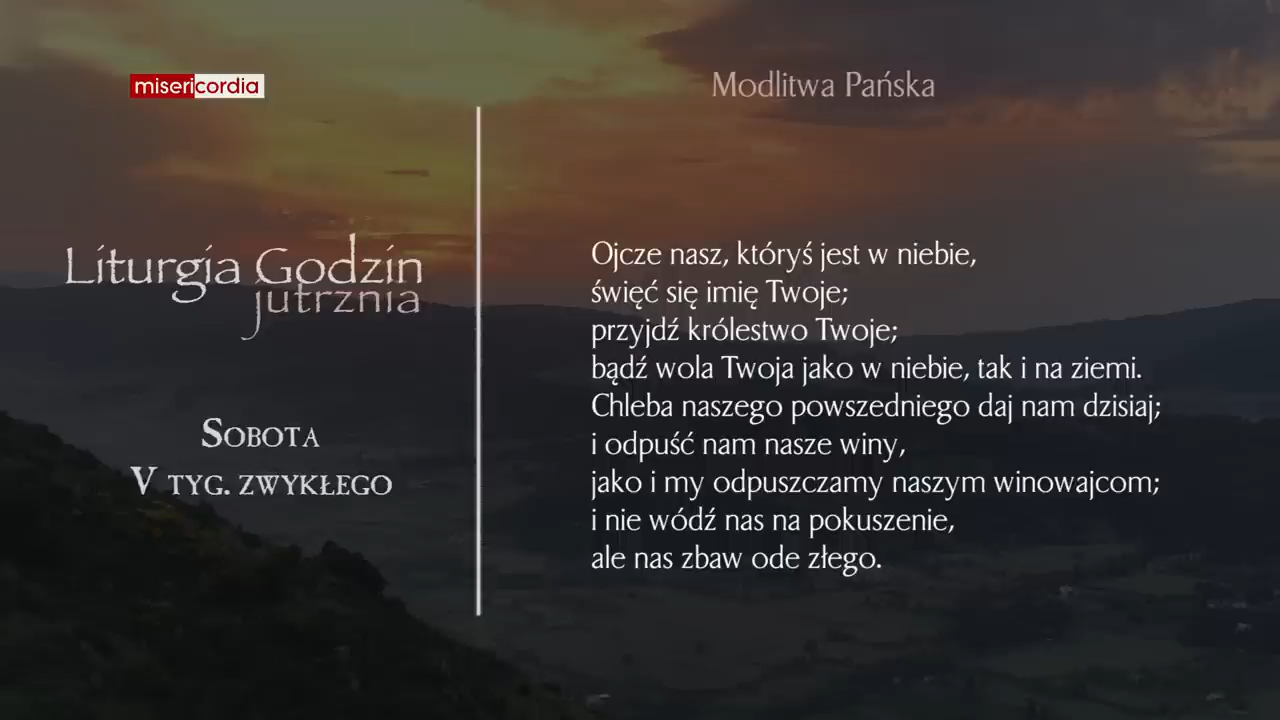 misericordia
Modlitwa Pańska
Liturgia Godzin
jutrznia
Sobota
V tyg. zwykłego
Ojcze nasz, któryś jest w niebie,
święć się imię Twoje;
przyjdź królestwo Twoje;
bądź wola Twoja jako w niebie, tak i na ziemi.
Chleba naszego powszedniego daj nam dzisiaj;
i odpuść nam nasze winy,
jako i my odpuszczamy naszym winowajcom;
i nie wódź nas na pokuszenie,
ale nas zbaw ode złego.